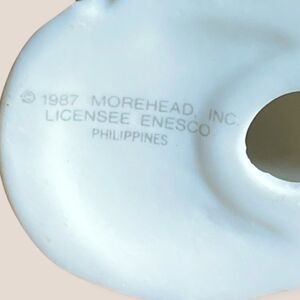 © 1987 MOREHEAD, INC.
LICENSEE ENESCO
PHILIPPINES